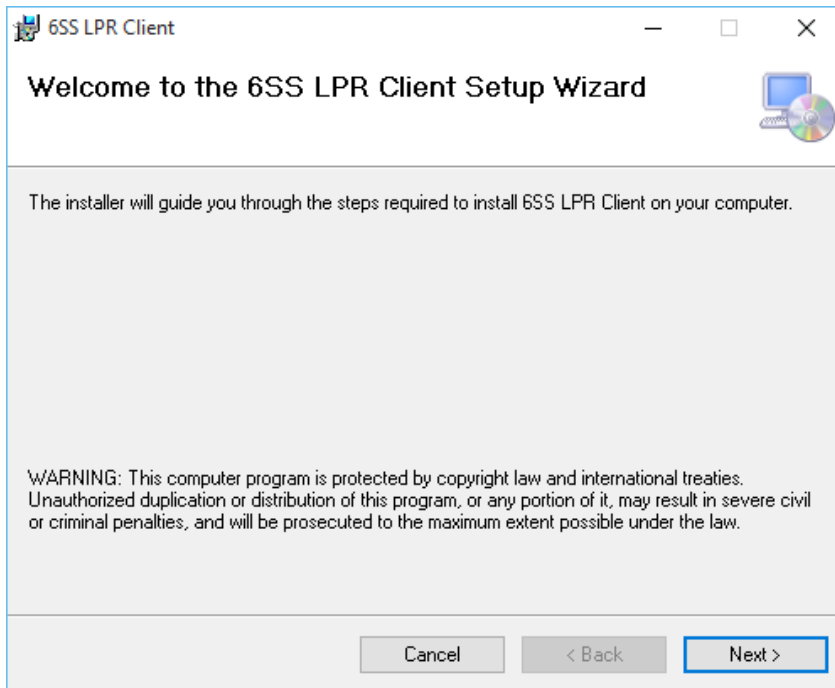 6SS LPR Client
Welcome to the 6SS LPR Client Setup Wizard
The installer will guide you through the steps required to install 6SS LPR Client on your computer.
WARNING: This computer program is protected by copyright law and international treaties.
Unauthorized duplication or distribution of this program, or any portion of it, may result in severe civil
or criminal penalties, and will be prosecuted to the maximum extent possible under the law.
Cancel
< Back
Next >